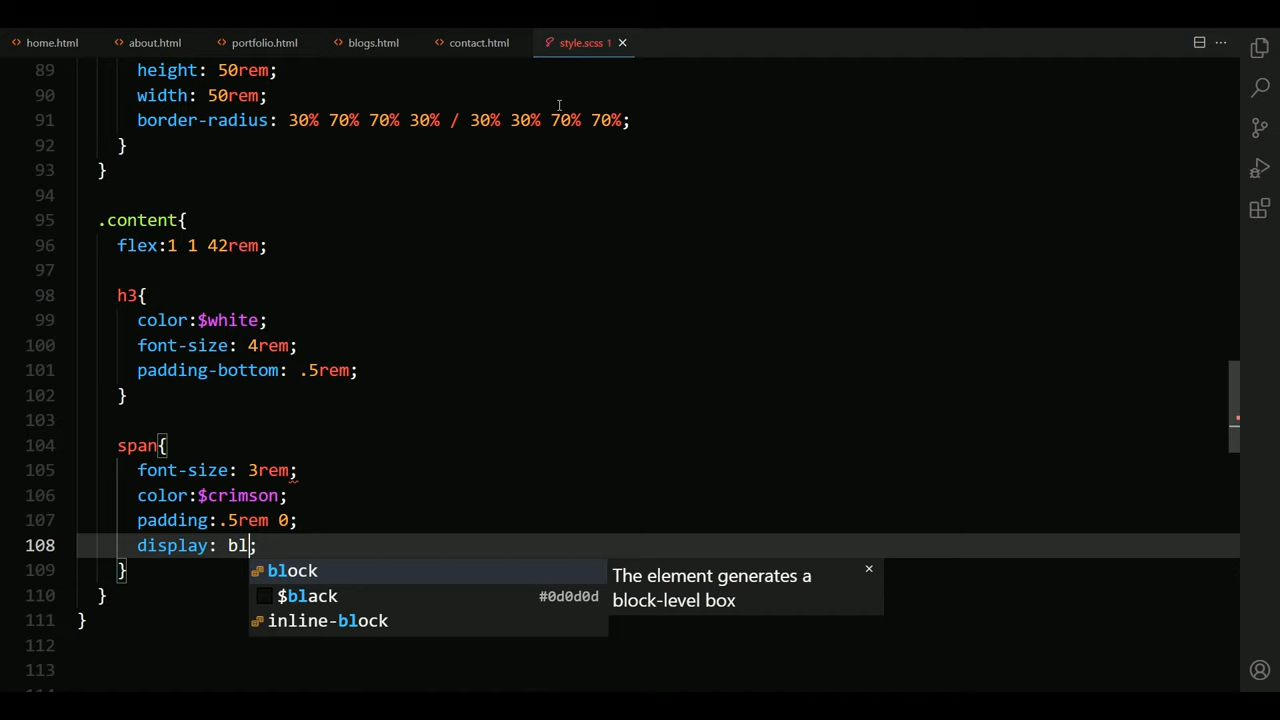 home.html about.html portfolio.html blogs.html contact.html style.scss 1
89 height: 50rem;
90 width: 50rem;
91 border-radius: 30% 70% 70% 30% / 30% 30% 70% 70%;
92 }
93 }
94
95 .content{
96 flex:1 1 42rem;
97
98 h3{
99 color:$white;
100 font-size: 4rem;
101 padding-bottom: .5rem;
102 }
103
104 span{
105 font-size: 3rem;
106 color:$crimson;
107 padding:.5rem 0;
108 display: bl;
109 }
block
The element generates a
block-level box
110 }
$black #0d0d0d
111 }
inline-block
112
113